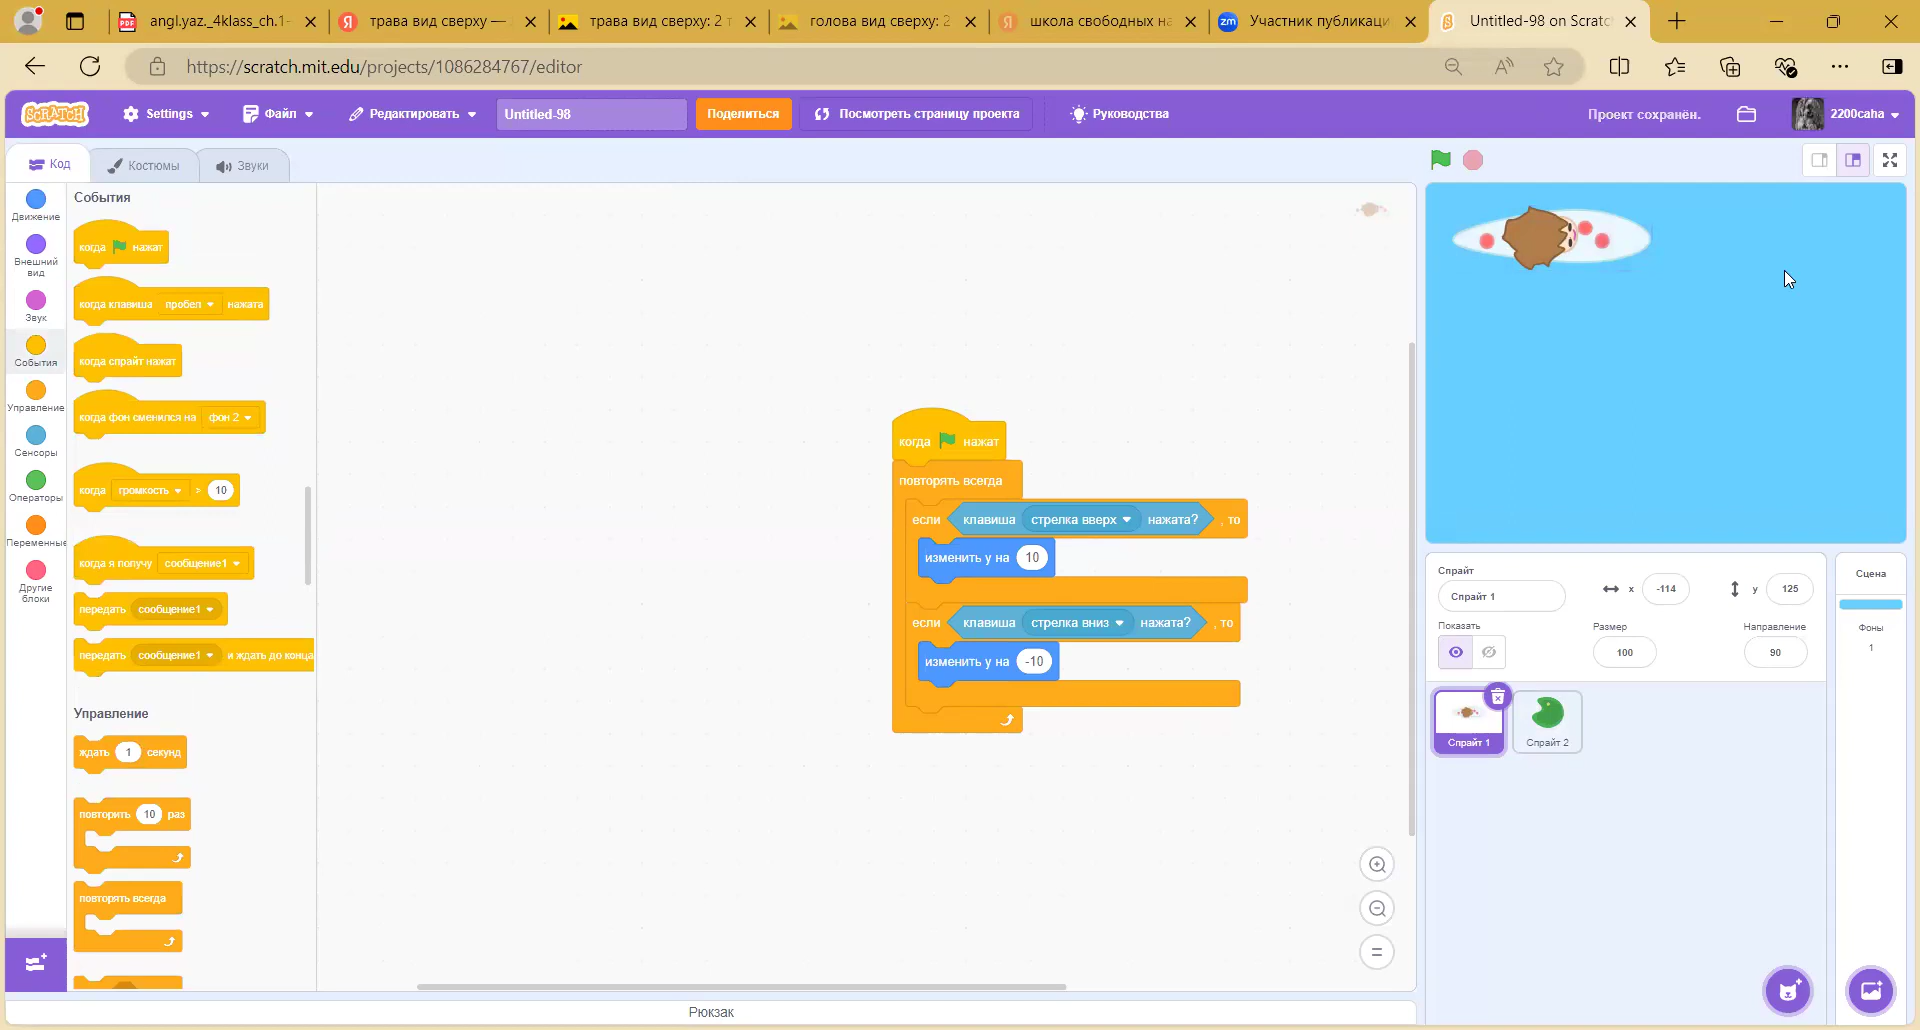 angl.yaz._4klass_ch.1-
трава вид сверху —
трава вид сверху: 2 т
голова вид сверху: 2
школа свободных на
Участник публикаци
Untitled-98 on Scratc
https://scratch.mit.edu/projects/1086284767/editor
SCRATCH
Settings
Файл
Редактировать
Untitled-98
Поделиться
Посмотреть страницу проекта
Руководства
Проект сохранён.
2200caha
Код
Костюмы
Звуки
Движение
Внешний
вид
Звук
События
Управление
Сенсоры
Операторы
Переменные
Другие
блоки
События
когда нажат
когда клавиша пробел нажата
когда спрайт нажат
когда фон сменился на фон 2
когда громкость > 10
когда я получу сообщение1
передать сообщение1
передать сообщение1 и ждать до конца
Управление
ждать 1 секунд
повторить 10 раз
повторять всегда
когда нажат
повторять всегда
если клавиша стрелка вверх нажата? , то
изменить y на 10
если клавиша стрелка вниз нажата? , то
изменить y на -10
Спрайт
Спрайт 1
x -114
y 125
Показать
Размер
100
Направление
90
Спрайт 1
Спрайт 2
Сцена
Фоны
1
Рюкзак